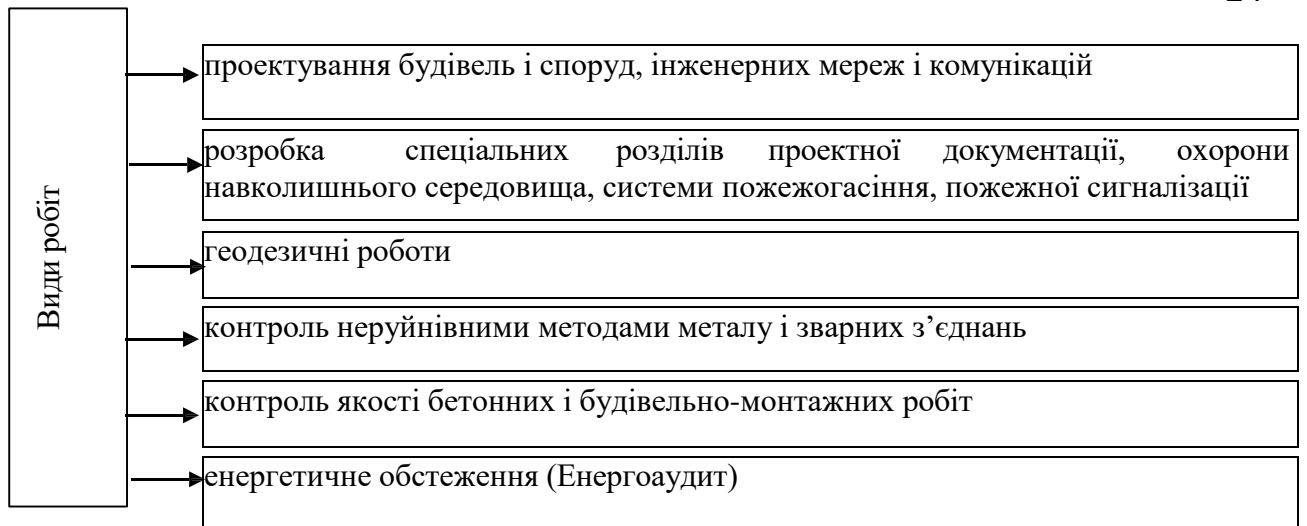 Види робіт
проектування будівель і споруд, інженерних мереж і комунікацій
розробка спеціальних розділів проектної документації, охорони
навколишнього середовища, системи пожежогасіння, пожежної сигналізації
геодезичні роботи
контроль неруйнівними методами металу і зварних з’єднань
контроль якості бетонних і будівельно-монтажних робіт
енергетичне обстеження (Енергоаудит)